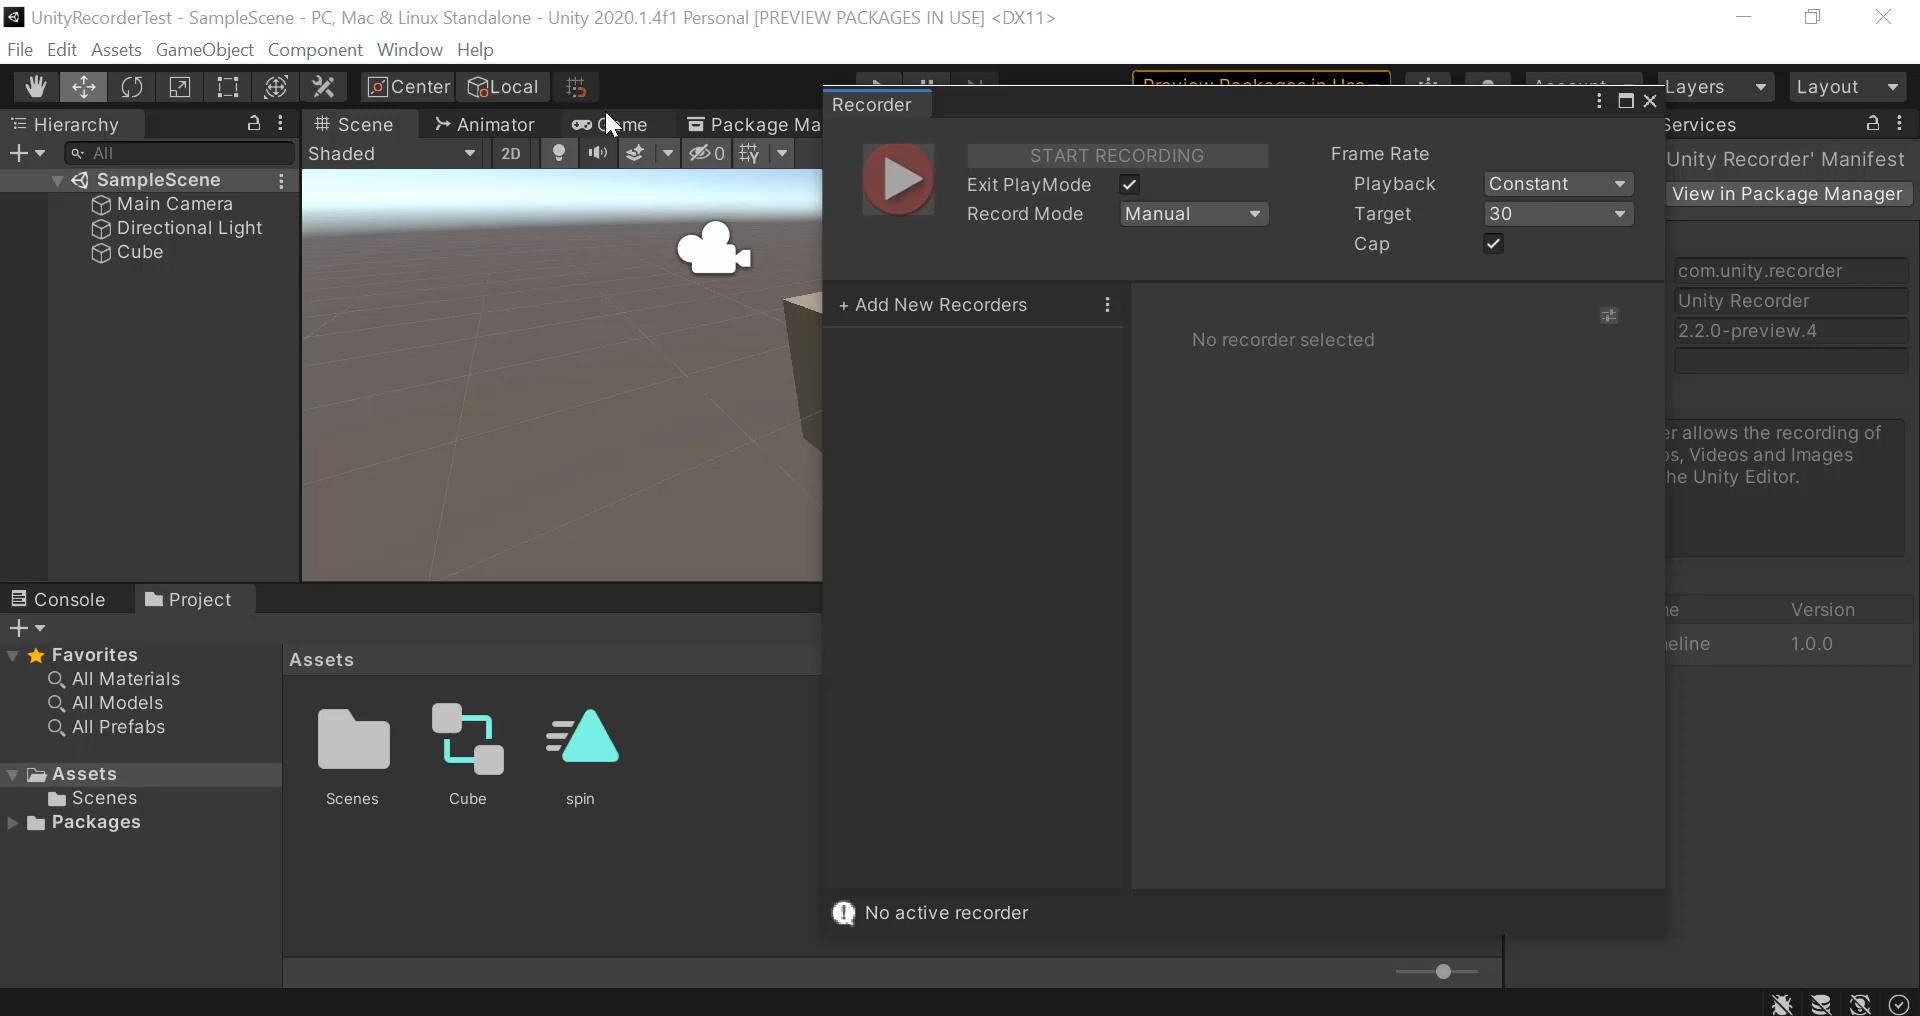 UnityRecorderTest - SampleScene - PC, Mac & Linux Standalone - Unity 2020.1.4f1 Personal [PREVIEW PACKAGES IN USE] <DX11>
File Edit Assets GameObject Component Window Help
Center Local Layers Layout
Hierarchy Scene Animator Package Ma
All
Shaded 2D 0
SampleScene
Main Camera
Directional Light
Cube
Recorder
START RECORDING
Exit PlayMode
Record Mode Manual
Frame Rate
Playback Constant
Target 30
Cap
+ Add New Recorders
No recorder selected
No active recorder
Services
Unity Recorder' Manifest
View in Package Manager
com.unity.recorder
Unity Recorder
2.2.0-preview.4
er allows the recording of
os, Videos and Images
he Unity Editor.
Version
eline 1.0.0
Console Project
Favorites
All Materials
All Models
All Prefabs
Assets
Scenes
Packages
Assets
Scenes Cube spin